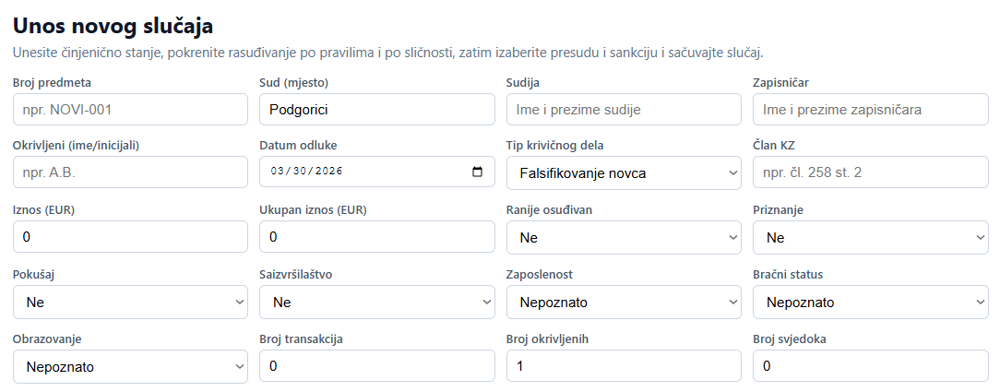 Unos novog slučaja
Unesite činjenično stanje, pokrenite rasuđivanje po pravilima i po sličnosti, zatim izaberite presudu i sankciju i sačuvajte slučaj.
Broj predmeta Sud (mjesto) Sudija Zapisničar
npr. NOVI-001 Podgorici Ime i prezime sudije Ime i prezime zapisničara
Okrivljeni (ime/inicijali) Datum odluke Tip krivičnog dela Član KZ
npr. A.B. 03/30/2026 Falsifikovanje novca npr. čl. 258 st. 2
Iznos (EUR) Ukupan iznos (EUR) Ranije osuđivan Priznanje
0 0 Ne Ne
Pokušaj Saizvršilaštvo Zaposlenost Bračni status
Ne Ne Nepoznato Nepoznato
Obrazovanje Broj transakcija Broj okrivljenih Broj svjedoka
Nepoznato 0 1 0